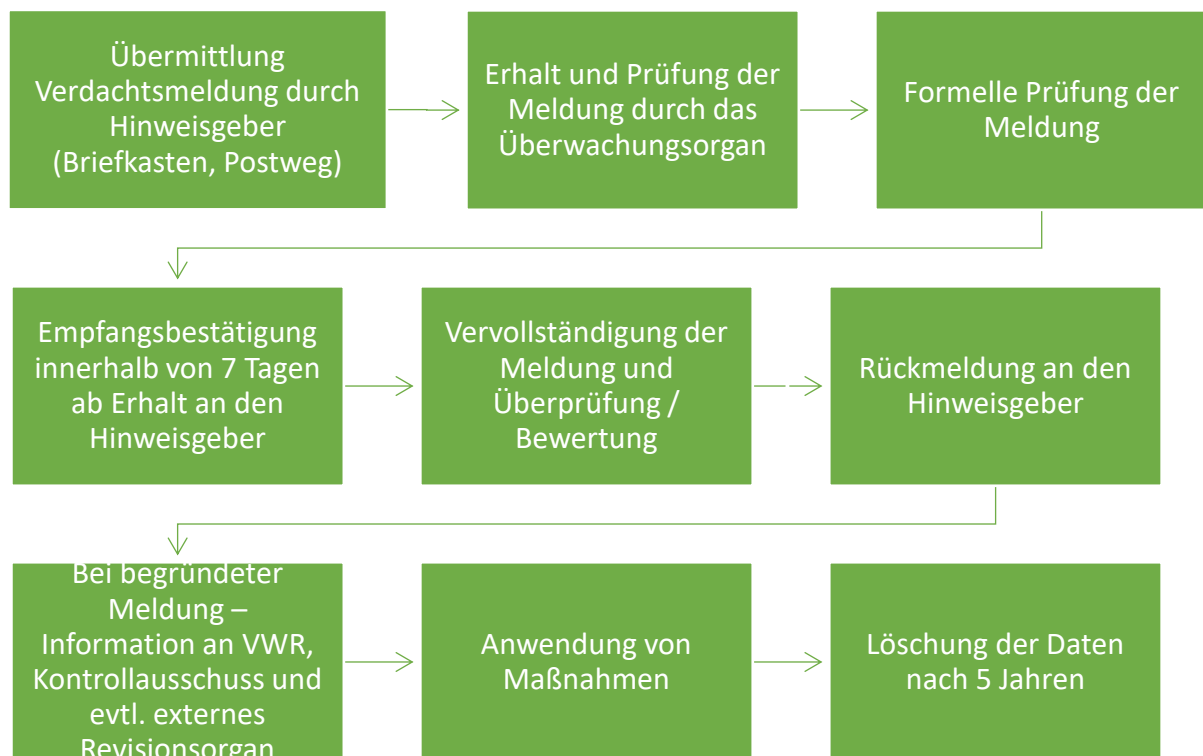 Übermittlung
Verdachtsmeldung durch
Hinweisgeber
(Briefkasten, Postweg)
Erhalt und Prüfung der
Meldung durch das
Überwachungsorgan
Formelle Prüfung der
Meldung
Empfangsbestätigung
innerhalb von 7 Tagen
ab Erhalt an den
Hinweisgeber
Vervollständigung der
Meldung und
Überprüfung /
Bewertung
Rückmeldung an den
Hinweisgeber
Bei begründeter
Meldung –
Information an VWR,
Kontrollausschuss und
evtl. externes
Revisionsorgan
Anwendung von
Maßnahmen
Löschung der Daten
nach 5 Jahren